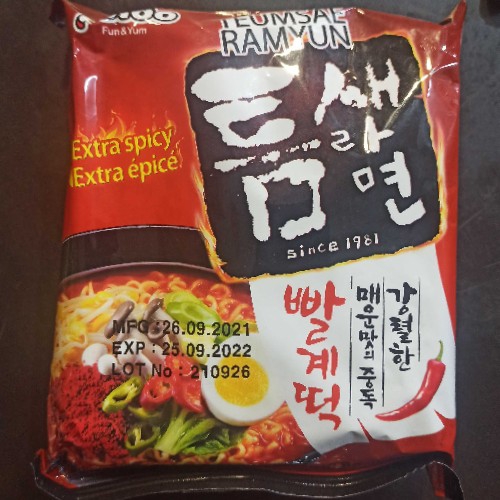 Fun&Yum
TEUMSAE
RAMYUN
틈새
라면
since 1981
Extra spicy
Extra épicé
강렬한
매운맛의 중독
빨계떡
MFG : 26.09.2021
EXP : 25.09.2022
LOT No : 210926